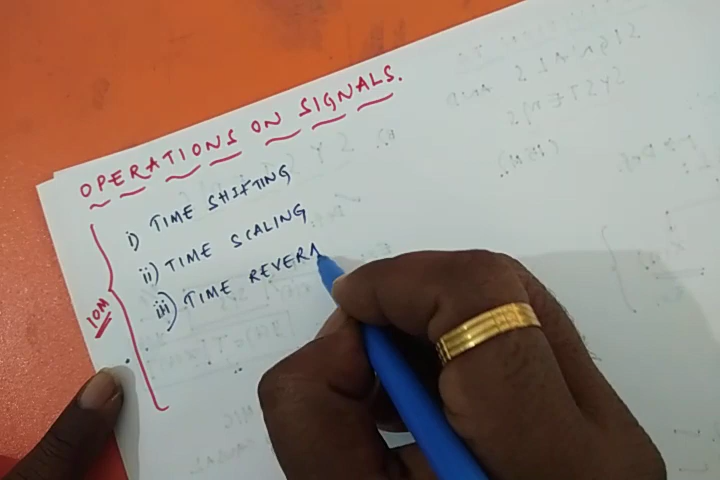 OPERATIONS ON SIGNALS.
i) TIME SHIFTING
ii) TIME SCALING
iii) TIME REVERA
10M